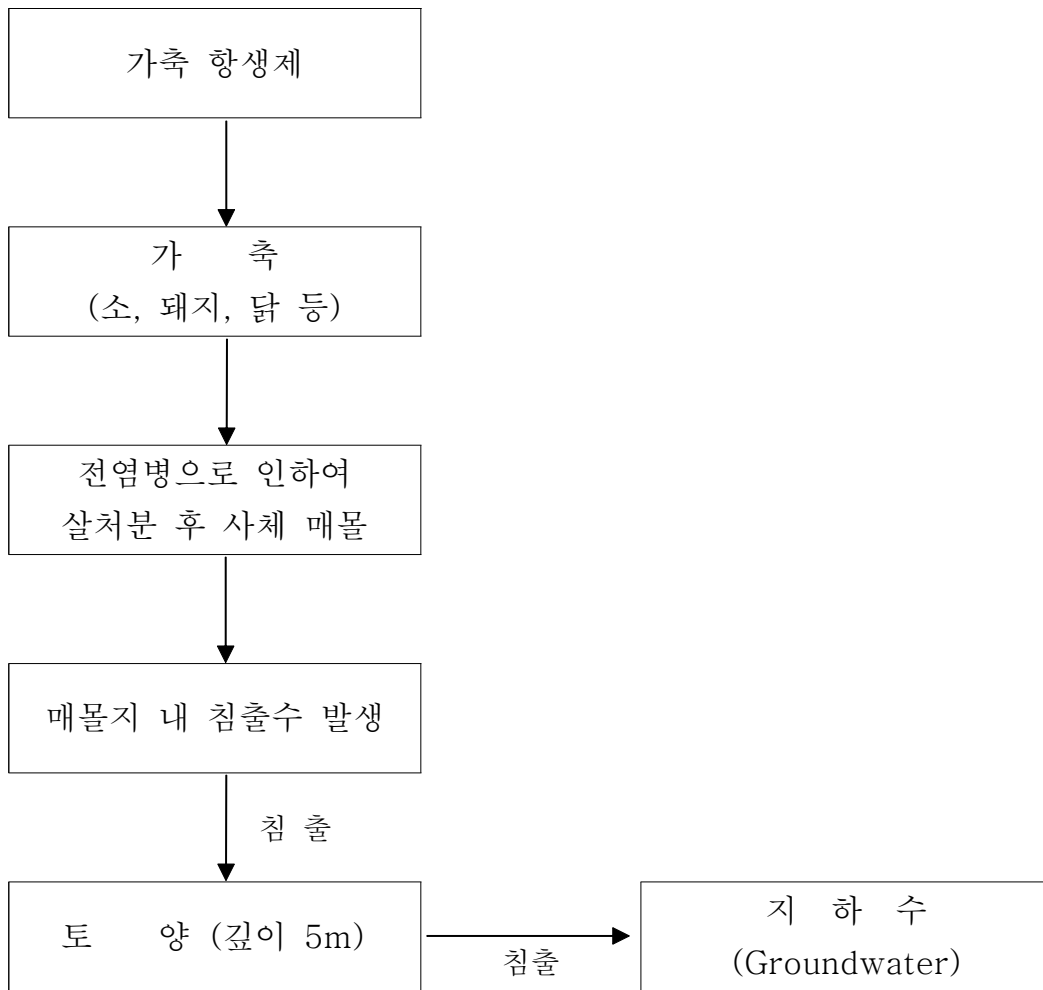 가축 항생제
가 축
(소, 돼지, 닭 등)
전염병으로 인하여
살처분 후 사체 매몰
매몰지 내 침출수 발생
침 출
토 양 (깊이 5m)
침출
지 하 수
(Groundwater)